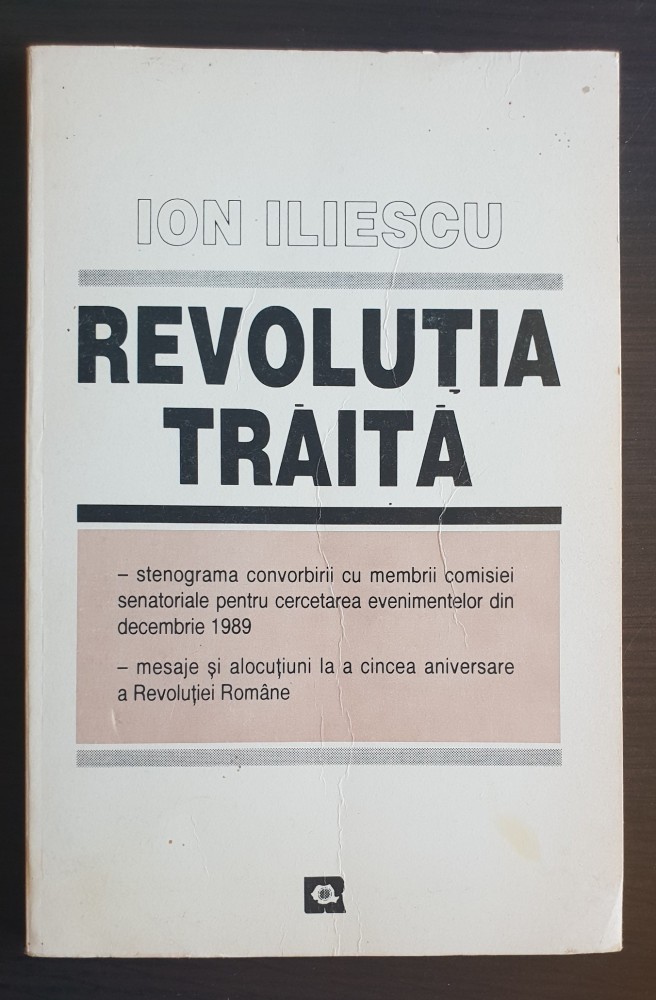 ION ILIESCU
REVOLUȚIA
TRĂITĂ
– stenograma convorbirii cu membrii comisiei
senatoriale pentru cercetarea evenimentelor din
decembrie 1989
– mesaje și alocuțiuni la a cincea aniversare
a Revoluției Române
R